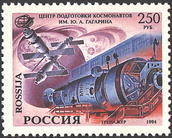 ЦЕНТР ПОДГОТОВКИ КОСМОНАВТОВ
ИМ. Ю. А. ГАГАРИНА
250
РУБ
ROSSIJA
РОССИЯ
ТРЕНАЖЕР
1994